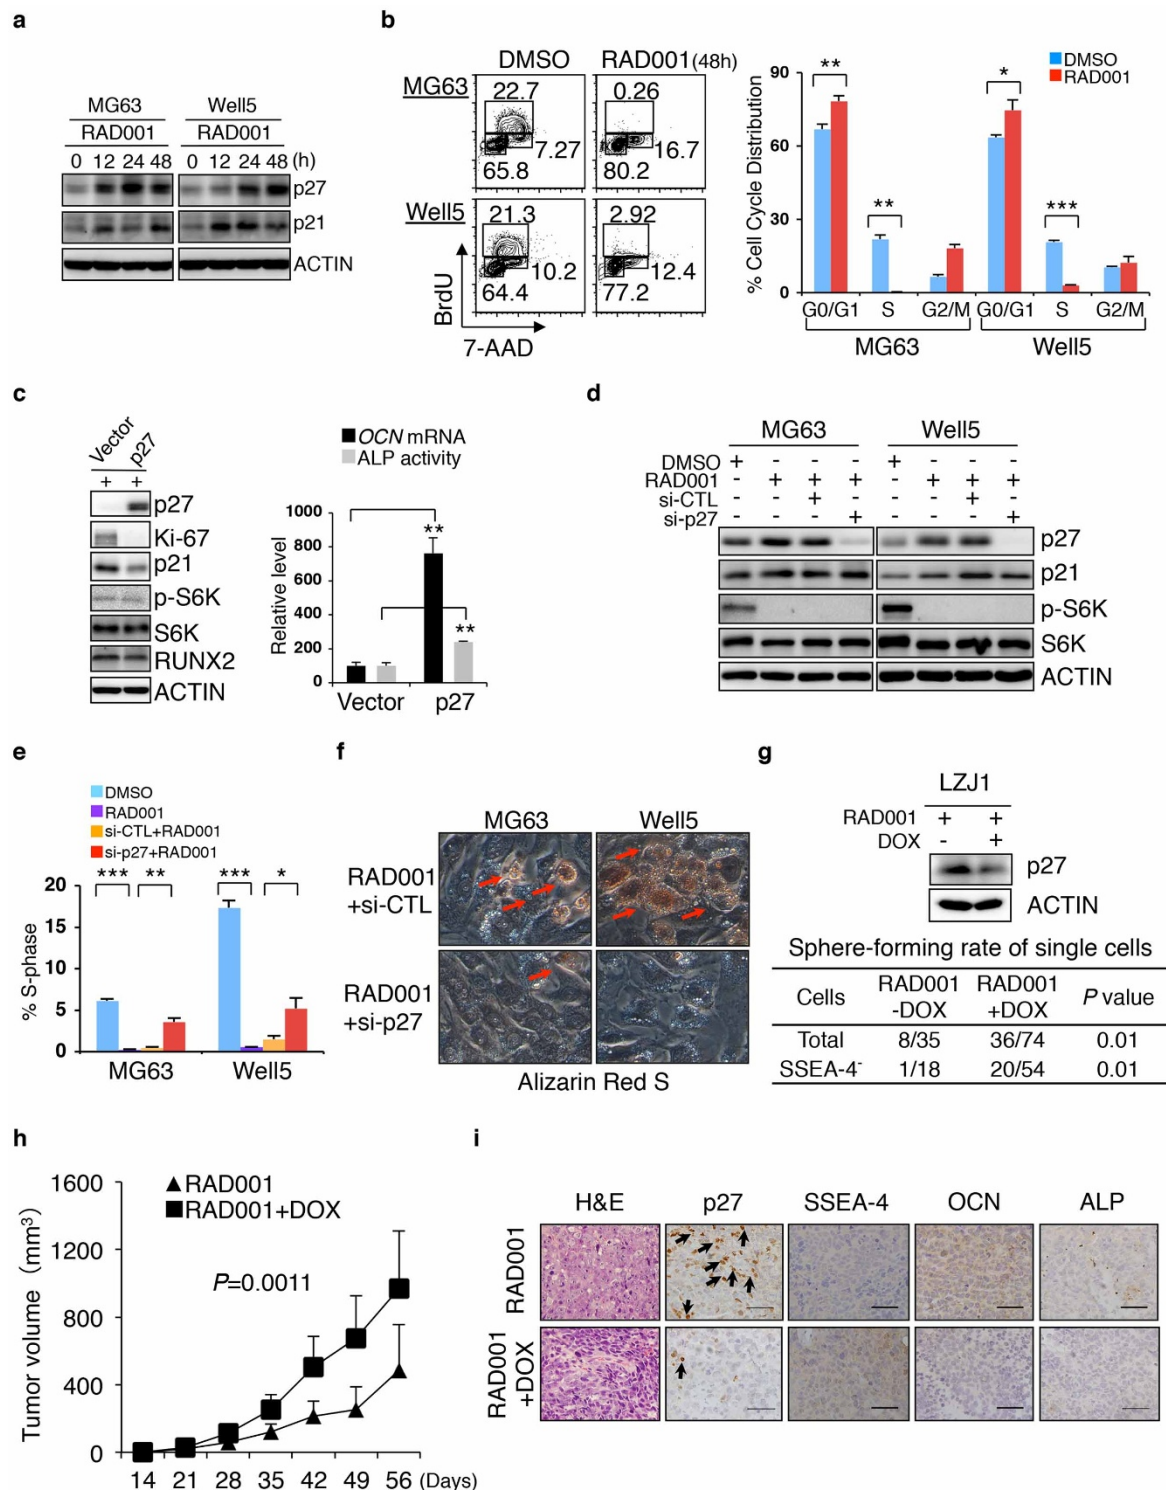 a
MG63 Well5
RAD001 RAD001
0 12 24 48 0 12 24 48 (h)
p27
p21
ACTIN
b
DMSO RAD001 (48h)
MG63
22.7 0.26
7.27 16.7
65.8 80.2
Well5
21.3 2.92
10.2 12.4
64.4 77.2
BrdU
7-AAD
DMSO
RAD001
% Cell Cycle Distribution
90
60
30
0
** ** * ***
G0/G1 S G2/M G0/G1 S G2/M
MG63 Well5
c
Vector p27
+ +
p27
Ki-67
p21
p-S6K
S6K
RUNX2
ACTIN
OCN mRNA
ALP activity
Relative level
1000
800
600
400
200
0
**
**
Vector p27
d
MG63 Well5
DMSO + - - - + - - -
RAD001 - + + + - + + +
si-CTL - - + - - - + -
si-p27 - - - + - - - +
p27
p21
p-S6K
S6K
ACTIN
e
DMSO
RAD001
si-CTL+RAD001
si-p27+RAD001
% S-phase
20
15
10
5
0
*** ** *** *
MG63 Well5
f
MG63 Well5
RAD001
+si-CTL
RAD001
+si-p27
Alizarin Red S
g
LZJ1
RAD001 + +
DOX - +
p27
ACTIN
Sphere-forming rate of single cells
Cells RAD001 -DOX RAD001 +DOX P value
Total 8/35 36/74 0.01
SSEA-4- 1/18 20/54 0.01
h
Tumor volume (mm³)
1600
1200
800
400
0
RAD001
RAD001+DOX
P=0.0011
14 21 28 35 42 49 56 (Days)
i
H&E p27 SSEA-4 OCN ALP
RAD001
RAD001
+DOX